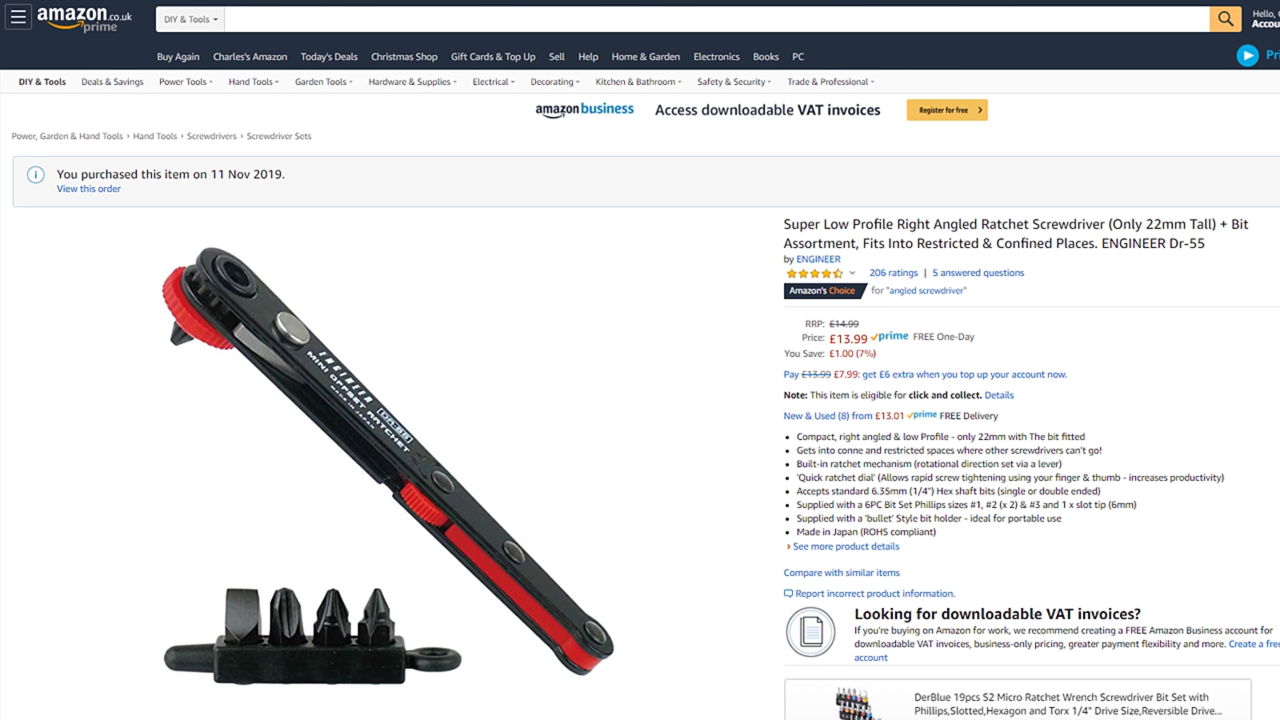 amazon.co.uk
prime
DIY & Tools
Hello, C
Accou
Buy Again Charles's Amazon Today's Deals Christmas Shop Gift Cards & Top Up Sell Help Home & Garden Electronics Books PC
Pri
DIY & Tools Deals & Savings Power Tools Hand Tools Garden Tools Hardware & Supplies Electrical Decorating Kitchen & Bathroom Safety & Security Trade & Professional
amazon business Access downloadable VAT invoices Register for free
Power, Garden & Hand Tools › Hand Tools › Screwdrivers › Screwdriver Sets
You purchased this item on 11 Nov 2019.
View this order
ENGINEER
MINI OFFSET RATCHET DR-55
MADE IN JAPAN
Super Low Profile Right Angled Ratchet Screwdriver (Only 22mm Tall) + Bit
Assortment, Fits Into Restricted & Confined Places. ENGINEER Dr-55
by ENGINEER
206 ratings | 5 answered questions
Amazon's Choice for "angled screwdriver"
RRP: £14.99
Price: £13.99 prime FREE One-Day
You Save: £1.00 (7%)
Pay £13.99 £7.99: get £6 extra when you top up your account now.
Note: This item is eligible for click and collect. Details
New & Used (8) from £13.01 prime FREE Delivery
• Compact, right angled & low Profile - only 22mm with The bit fitted
• Gets into conne and restricted spaces where other screwdrivers can't go!
• Built-in ratchet mechanism (rotational direction set via a lever)
• 'Quick ratchet dial' (Allows rapid screw tightening using your finger & thumb - increases productivity)
• Accepts standard 6.35mm (1/4") Hex shaft bits (single or double ended)
• Supplied with a 6PC Bit Set Phillips sizes #1, #2 (x 2) & #3 and 1 x slot tip (6mm)
• Supplied with a 'bullet' Style bit holder - ideal for portable use
• Made in Japan (ROHS compliant)
› See more product details
Compare with similar items
Report incorrect product information.
Looking for downloadable VAT invoices?
If you're buying on Amazon for work, we recommend creating a FREE Amazon Business account for
downloadable VAT invoices, business-only pricing, greater payment flexibility and more. Create a free
account
DerBlue 19pcs S2 Micro Ratchet Wrench Screwdriver Bit Set with
Phillips,Slotted,Hexagon and Torx 1/4" Drive Size,Reversible Drive...